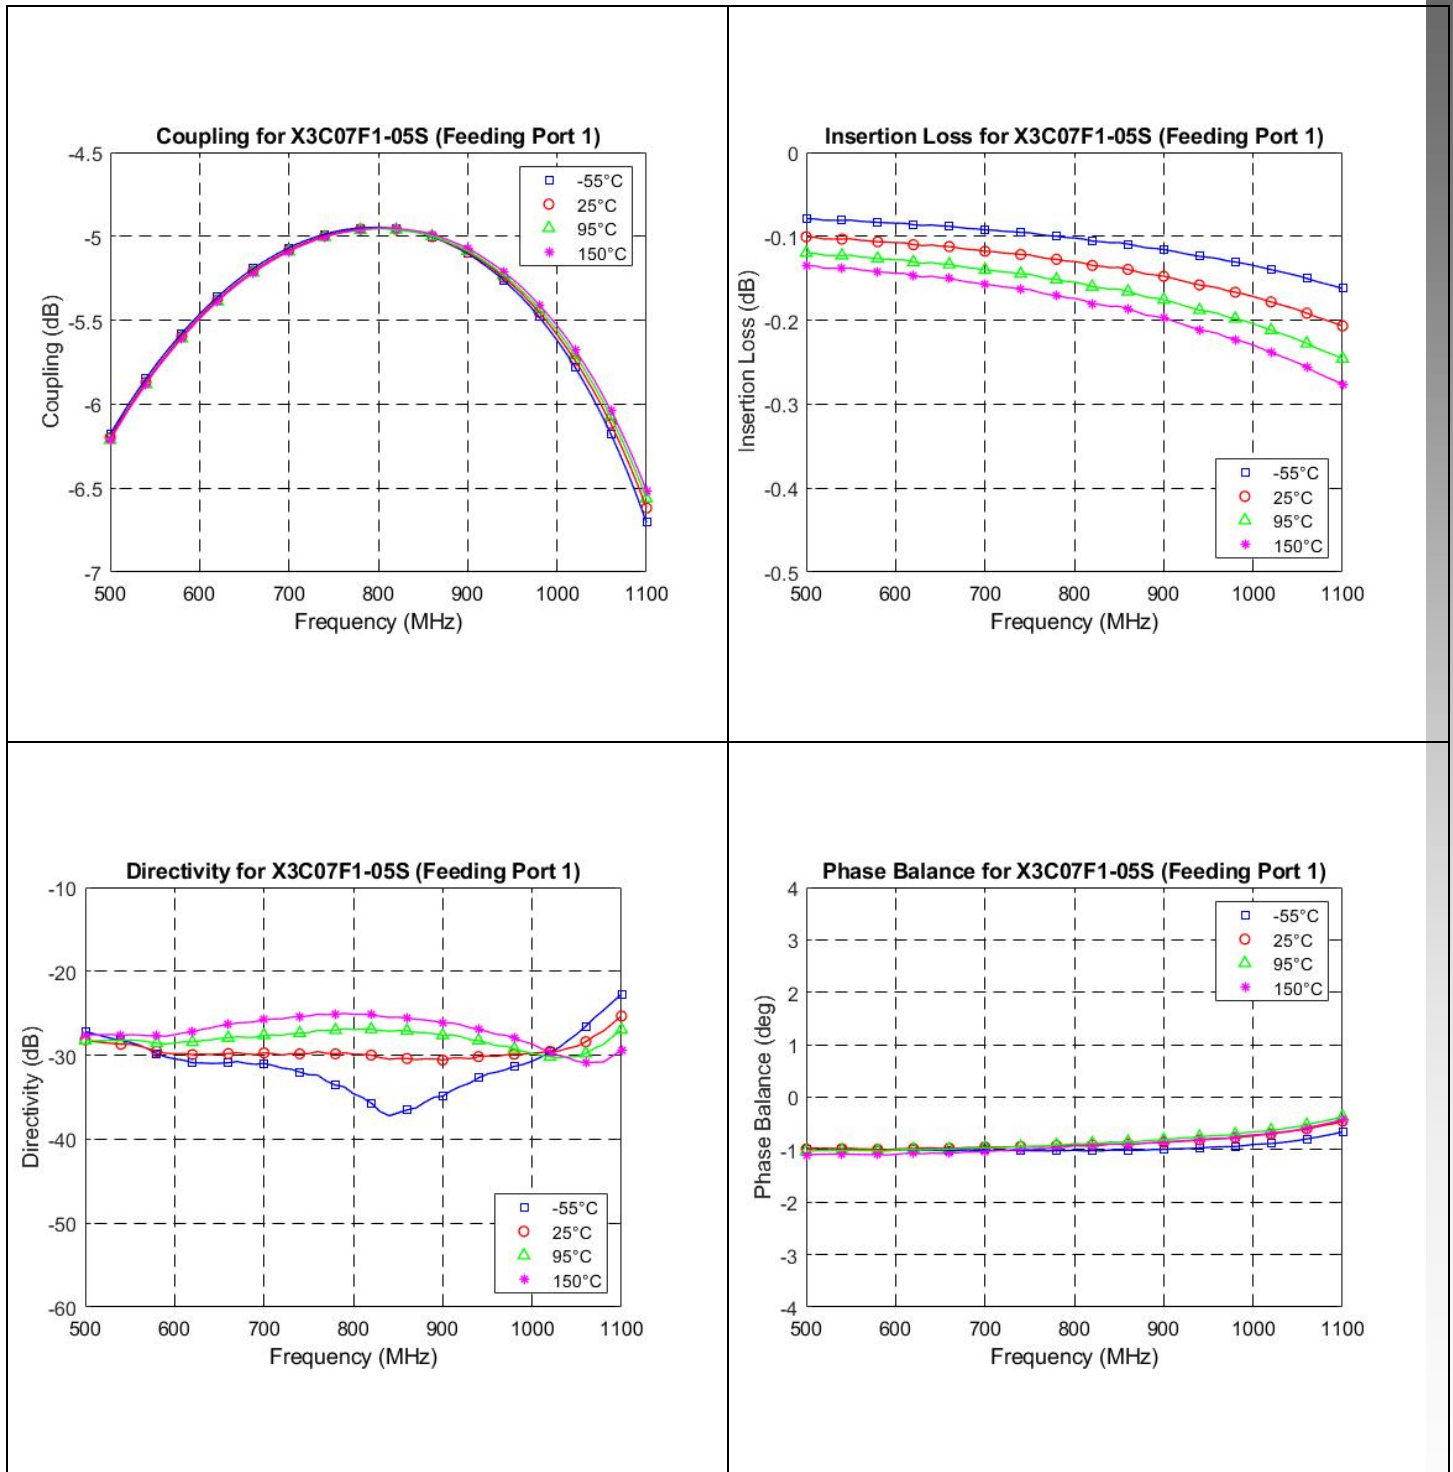 Coupling for X3C07F1-05S (Feeding Port 1)
-4.5
-5
-5.5
-6
-6.5
-7
Coupling (dB)
-55°C
25°C
95°C
150°C
500 600 700 800 900 1000 1100
Frequency (MHz)
Insertion Loss for X3C07F1-05S (Feeding Port 1)
0
-0.1
-0.2
-0.3
-0.4
-0.5
Insertion Loss (dB)
-55°C
25°C
95°C
150°C
500 600 700 800 900 1000 1100
Frequency (MHz)
Directivity for X3C07F1-05S (Feeding Port 1)
-10
-20
-30
-40
-50
-60
Directivity (dB)
-55°C
25°C
95°C
150°C
500 600 700 800 900 1000 1100
Frequency (MHz)
Phase Balance for X3C07F1-05S (Feeding Port 1)
4
3
2
1
0
-1
-2
-3
-4
Phase Balance (deg)
-55°C
25°C
95°C
150°C
500 600 700 800 900 1000 1100
Frequency (MHz)